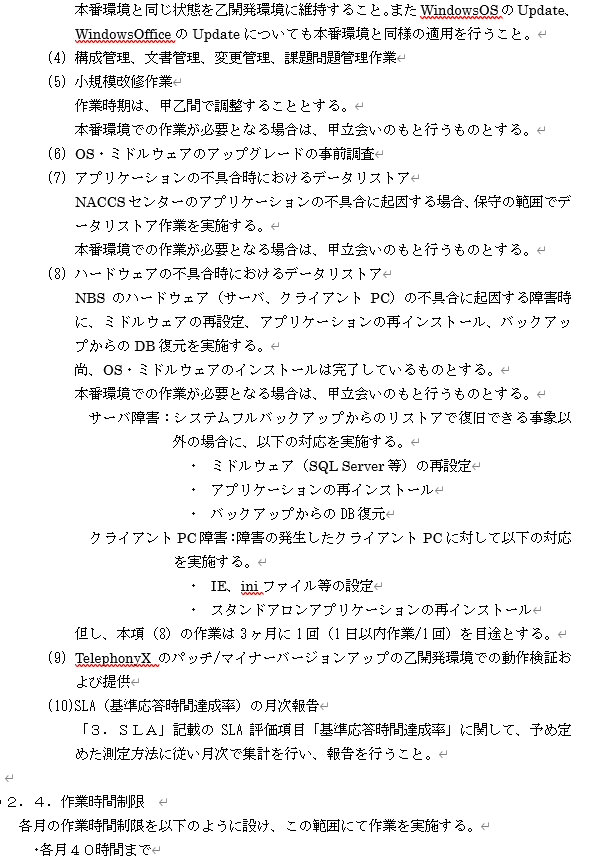 本番環境と同じ状態を乙開発環境に維持すること。また WindowsOS の Update、
WindowsOffice の Update についても本番環境と同様の適用を行うこと。
(4) 構成管理、文書管理、変更管理、課題問題管理作業
(5) 小規模改修作業
作業時期は、甲乙間で調整することとする。
本番環境での作業が必要となる場合は、甲立会いのもと行うものとする。
(6) OS・ミドルウェアのアップグレードの事前調査
(7) アプリケーションの不具合時におけるデータリストア
NACCS センターのアプリケーションの不具合に起因する場合、保守の範囲でデ
ータリストア作業を実施する。
本番環境での作業が必要となる場合は、甲立会いのもと行うものとする。
(8) ハードウェアの不具合時におけるデータリストア
NBS のハードウェア(サーバ、クライアント PC)の不具合に起因する障害時
に、ミドルウェアの再設定、アプリケーションの再インストール、バックアッ
プからの DB 復元を実施する。
尚、OS・ミドルウェアのインストールは完了しているものとする。
本番環境での作業が必要となる場合は、甲立会いのもと行うものとする。
サーバ障害:システムフルバックアップからのリストアで復旧できる事象以
外の場合に、以下の対応を実施する。
・ ミドルウェア(SQL Server 等)の再設定
・ アプリケーションの再インストール
・ バックアップからの DB 復元
クライアント PC 障害:障害の発生したクライアント PC に対して以下の対応
を実施する。
・ IE、ini ファイル等の設定
・ スタンドアロンアプリケーションの再インストール
但し、本項(8)の作業は 3 ヶ月に 1 回(1 日以内作業/1 回)を目途とする。
(9) TelephonyX のパッチ/マイナーバージョンアップの乙開発環境での動作検証お
よび提供
(10)SLA(基準応答時間達成率)の月次報告
「3.SLA」記載の SLA 評価項目「基準応答時間達成率」に関して、予め定
めた測定方法に従い月次で集計を行い、報告を行うこと。
2.4.作業時間制限
各月の作業時間制限を以下のように設け、この範囲にて作業を実施する。
・各月40時間まで